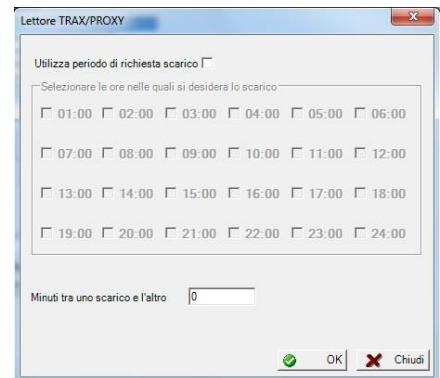 Lettore TRAX/PROXY
Utilizza periodo di richiesta scarico
Selezionare le ore nelle quali si desidera lo scarico
01:00 02:00 03:00 04:00 05:00 06:00
07:00 08:00 09:00 10:00 11:00 12:00
13:00 14:00 15:00 16:00 17:00 18:00
19:00 20:00 21:00 22:00 23:00 24:00
Minuti tra uno scarico e l'altro 0
OK Chiudi